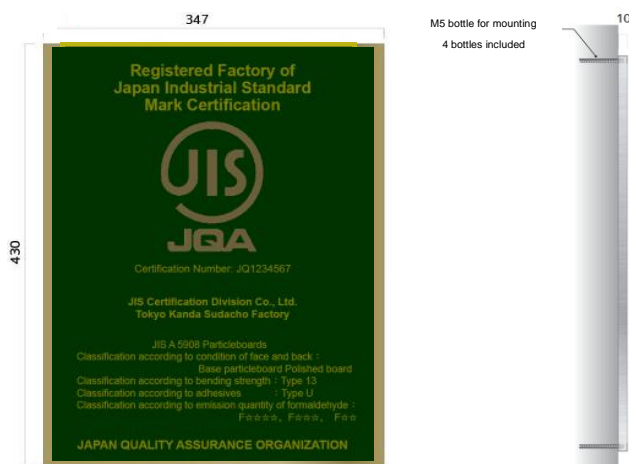 347
M5 bottle for mounting
4 bottles included
10
430
Registered Factory of
Japan Industrial Standard
Mark Certification
JIS
JQA
Certification Number: JQ1234567
JIS Certification Division Co., Ltd.
Tokyo Kanda Sudacho Factory
JIS A 5908 Particleboards
Classification according to condition of face and back :
Base particleboard Polished board
Classification according to bending strength : Type 13
Classification according to adhesives : Type U
Classification according to emission quantity of formaldehyde :
F☆☆☆☆, F☆☆☆, F☆☆
JAPAN QUALITY ASSURANCE ORGANIZATION